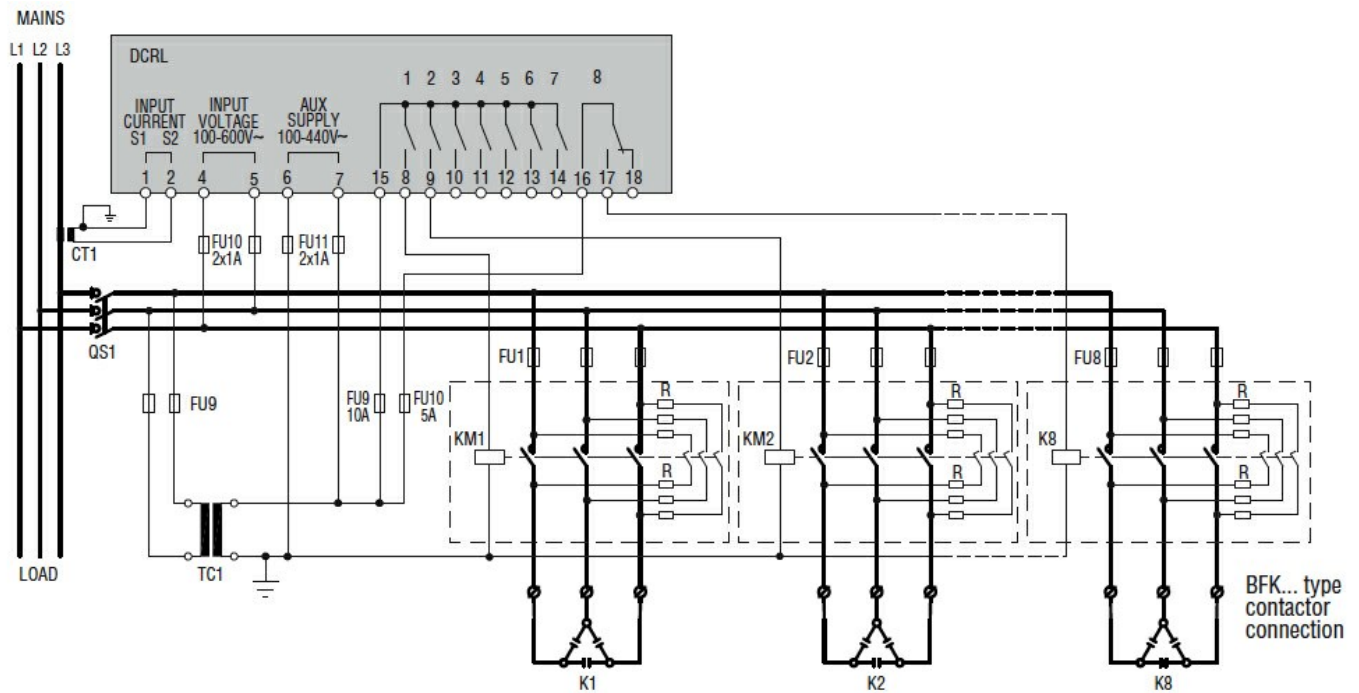 MAINS
L1 L2 L3
DCRL
1 2 3 4 5 6 7 8
INPUT CURRENT
S1 S2
INPUT VOLTAGE
100-600V~
AUX SUPPLY
100-440V~
1 2 4 5 6 7 15 8 9 10 11 12 13 14 16 17 18
CT1
FU10
2x1A
FU11
2x1A
QS1
FU1
FU2
FU8
FU9
FU9
10A
FU10
5A
R
R
R
KM1
KM2
K8
R
R
R
LOAD
TC1
BFK... type
contactor
connection
K1
K2
K8